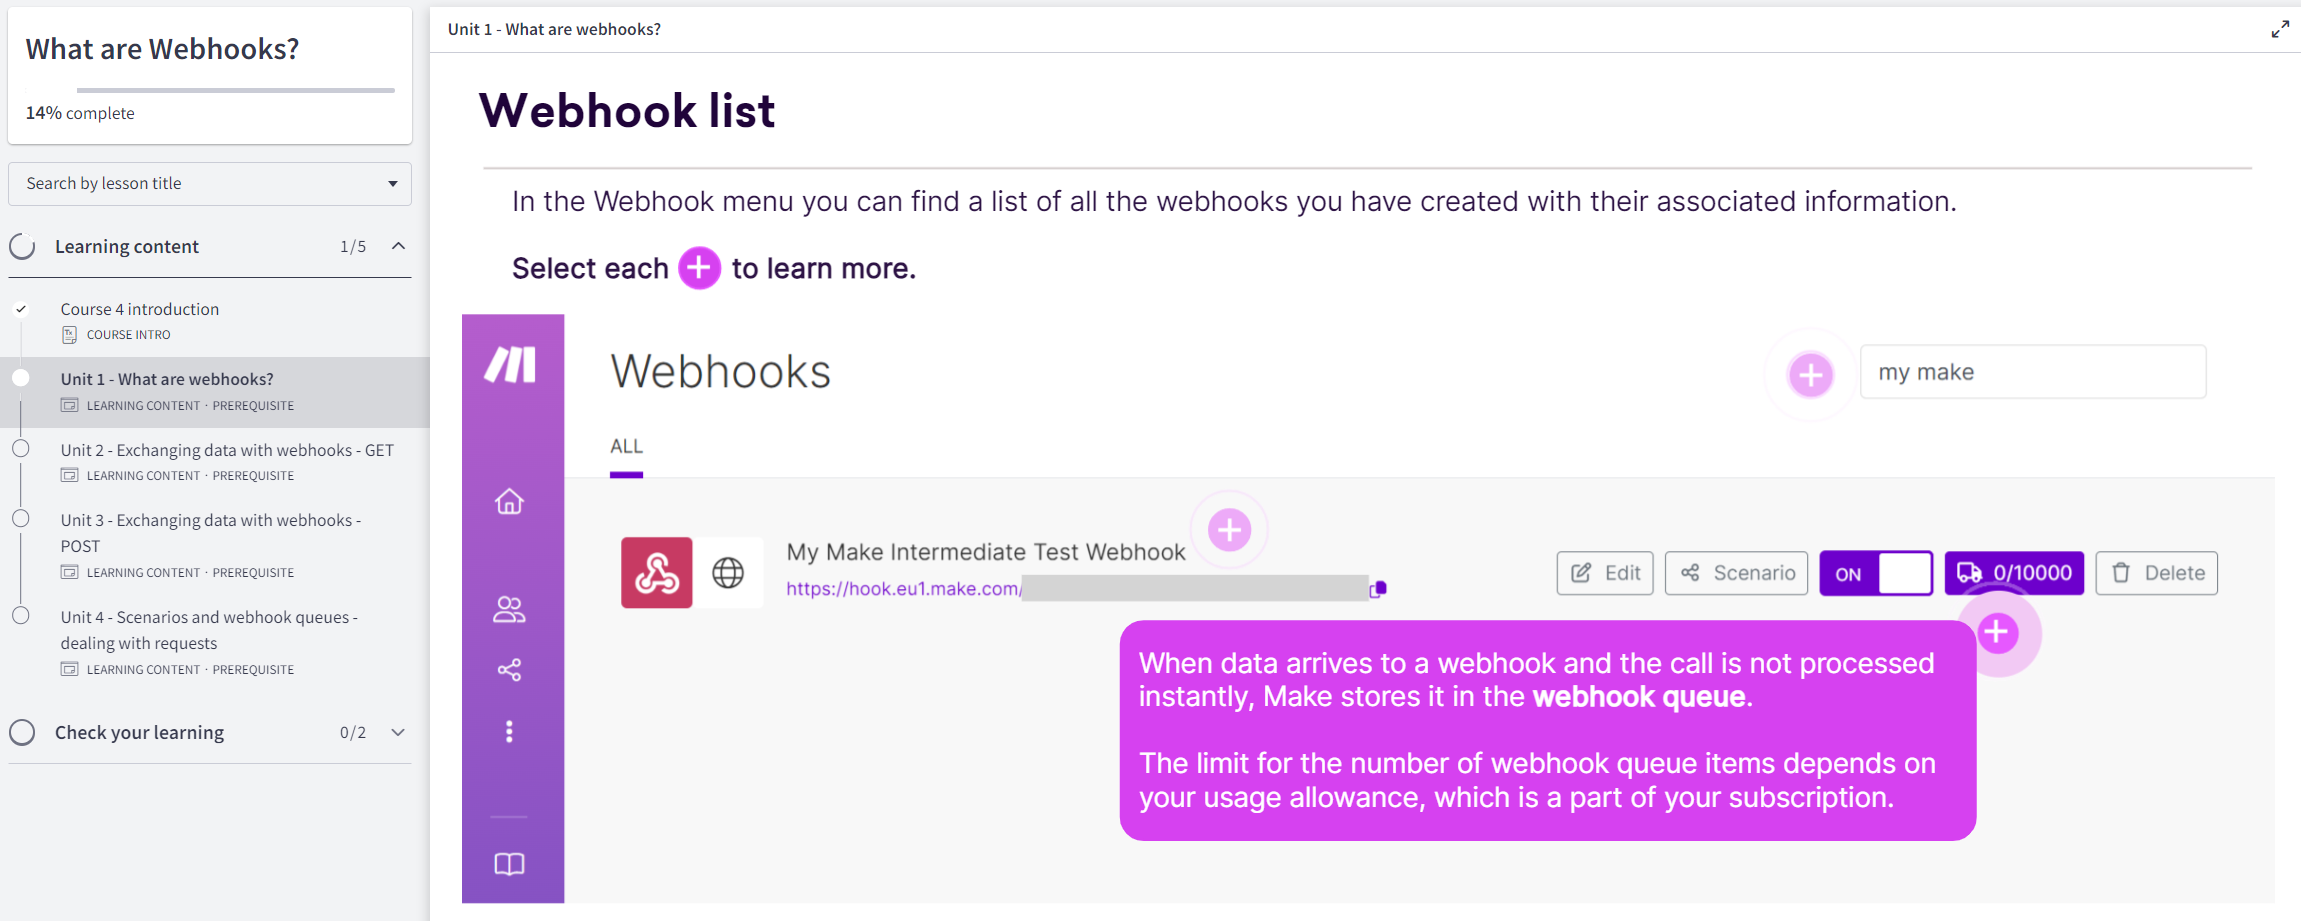 What are Webhooks?
14% complete
Search by lesson title
Learning content 1/5
Course 4 introduction
COURSE INTRO
Unit 1 - What are webhooks?
LEARNING CONTENT · PREREQUISITE
Unit 2 - Exchanging data with webhooks - GET
LEARNING CONTENT · PREREQUISITE
Unit 3 - Exchanging data with webhooks -
POST
LEARNING CONTENT · PREREQUISITE
Unit 4 - Scenarios and webhook queues -
dealing with requests
LEARNING CONTENT · PREREQUISITE
Check your learning 0/2
Unit 1 - What are webhooks?
Webhook list
In the Webhook menu you can find a list of all the webhooks you have created with their associated information.
Select each + to learn more.
Webhooks
my make
ALL
My Make Intermediate Test Webhook
https://hook.eu1.make.com/
Edit Scenario ON 0/10000 Delete
When data arrives to a webhook and the call is not processed
instantly, Make stores it in the webhook queue.
The limit for the number of webhook queue items depends on
your usage allowance, which is a part of your subscription.